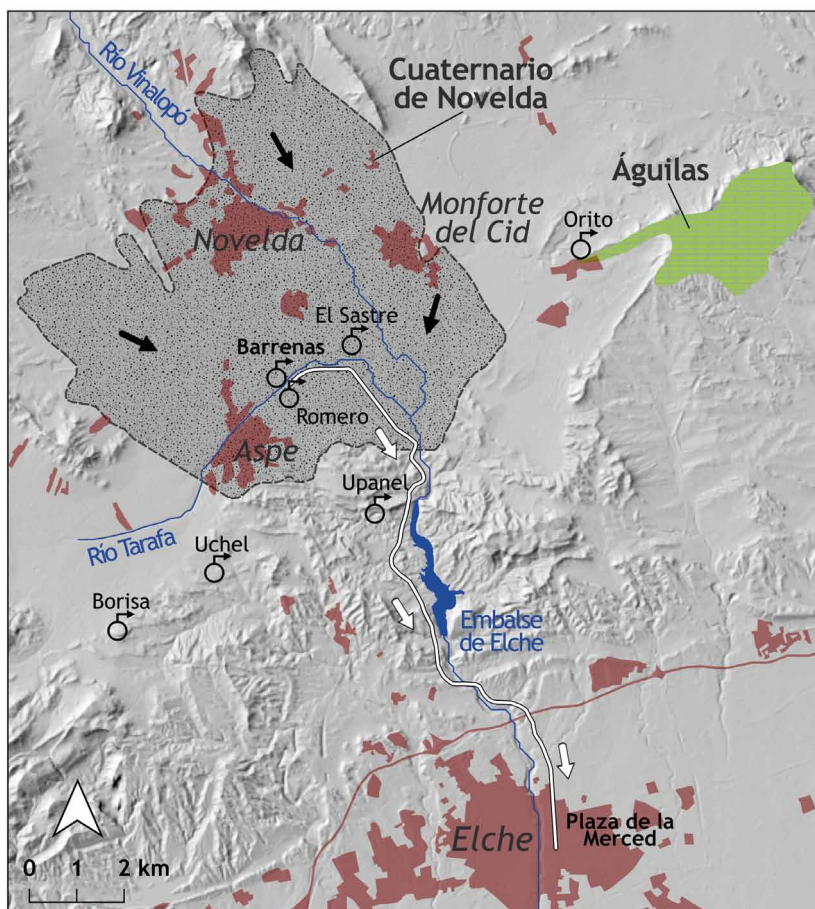 Río Vinalopó
Cuaternario
de Novelda
Águilas
Monforte
del Cid
Orito
Novelda
El Sastre
Barrenas
Romero
Aspe
Upanel
Río Tarafa
Uchel
Borisa
Embalse
de Elche
Plaza de la
Merced
Elche
0 1 2 km